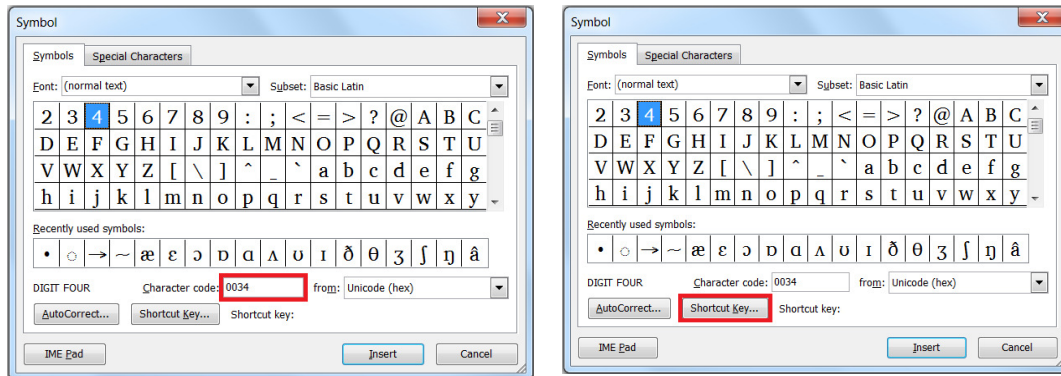 Symbol
Symbols Special Characters
Font: (normal text) Subset: Basic Latin
2 3 4 5 6 7 8 9 : ; < = > ? @ A B C
D E F G H I J K L M N O P Q R S T U
V W X Y Z [ \ ] ^ _ ` a b c d e f g
h i j k l m n o p q r s t u v w x y
Recently used symbols:
• ◌ → ~ æ ɛ ɔ ɒ ɑ ʌ ʊ ɪ ð θ ʒ ʃ ŋ â
DIGIT FOUR Character code: 0034 from: Unicode (hex)
AutoCorrect... Shortcut Key... Shortcut key:
IME Pad Insert Cancel
Symbol
Symbols Special Characters
Font: (normal text) Subset: Basic Latin
2 3 4 5 6 7 8 9 : ; < = > ? @ A B C
D E F G H I J K L M N O P Q R S T U
V W X Y Z [ \ ] ^ _ ` a b c d e f g
h i j k l m n o p q r s t u v w x y
Recently used symbols:
• ◌ → ~ æ ɛ ɔ ɒ ɑ ʌ ʊ ɪ ð θ ʒ ʃ ŋ â
DIGIT FOUR Character code: 0034 from: Unicode (hex)
AutoCorrect... Shortcut Key... Shortcut key:
IME Pad Insert Cancel